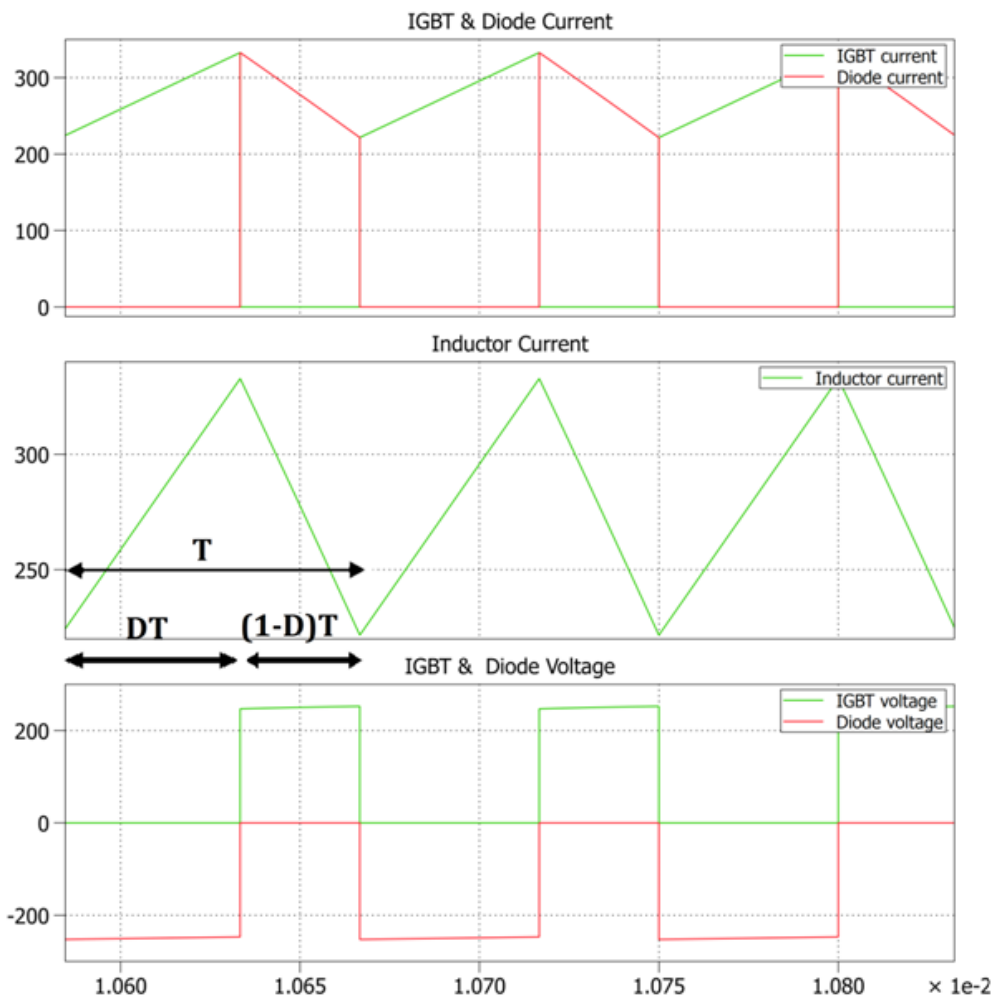 IGBT & Diode Current
IGBT current
Diode current
300
200
100
0
Inductor Current
Inductor current
300
250
T
DT
(1-D)T
IGBT & Diode Voltage
IGBT voltage
Diode voltage
200
0
-200
1.060 1.065 1.070 1.075 1.080 × 1e-2